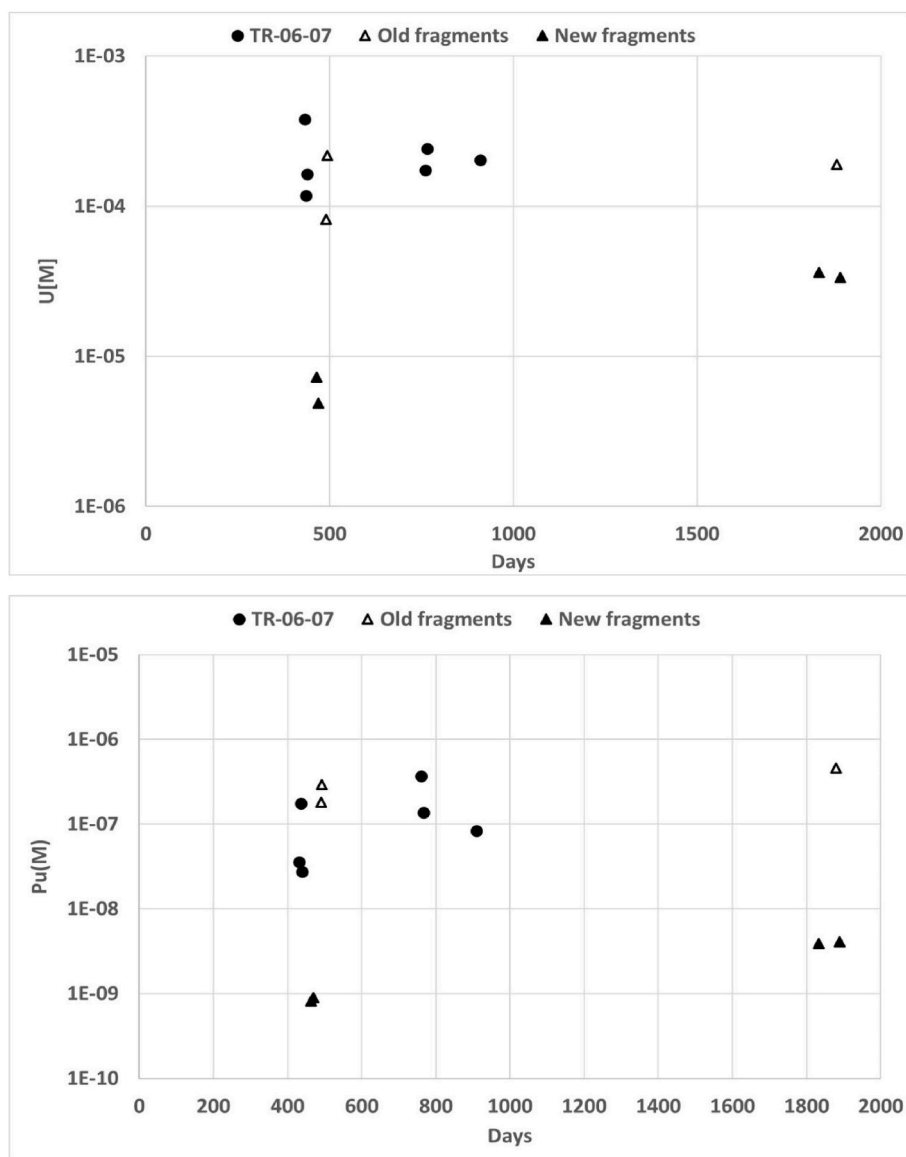 TR-06-07 Old fragments New fragments
1E-03
1E-04
1E-05
1E-06
U[M]
0 500 1000 1500 2000
Days
TR-06-07 Old fragments New fragments
1E-05
1E-06
1E-07
1E-08
1E-09
1E-10
Pu(M)
0 200 400 600 800 1000 1200 1400 1600 1800 2000
Days